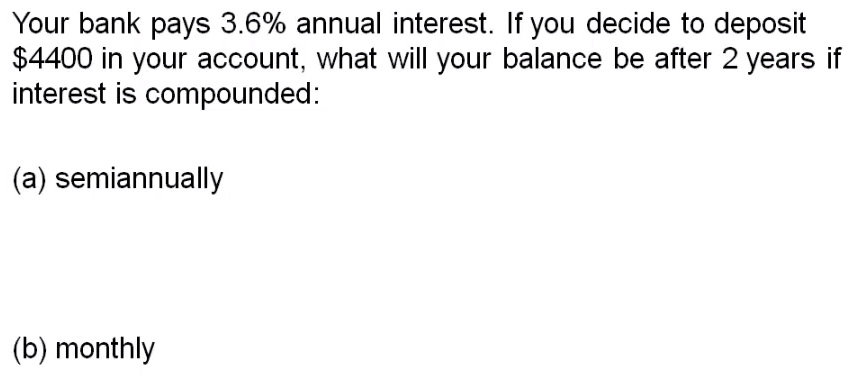 Your bank pays 3.6% annual interest. If you decide to deposit
$4400 in your account, what will your balance be after 2 years if
interest is compounded:
(a) semiannually
(b) monthly